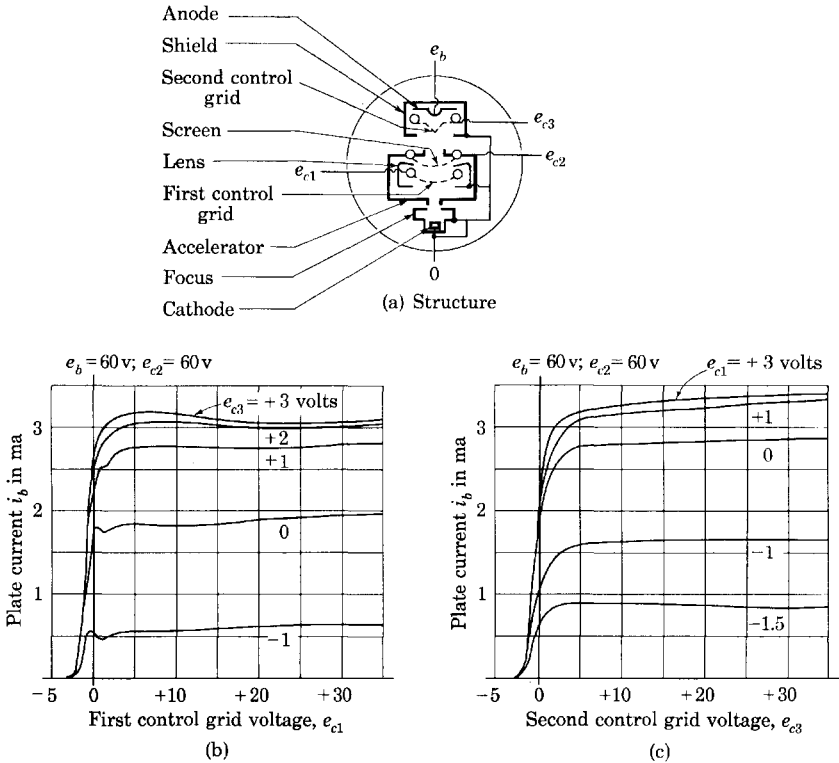 Anode
Shield
Second control
grid
Screen
Lens
First control
grid
Accelerator
Focus
Cathode
e_b
e_c3
e_c2
e_c1
0
(a) Structure
e_b = 60 v; e_c2 = 60 v
e_c3 = +3 volts
+2
+1
0
−1
Plate current i_b in ma
3
2
1
−5 0 +10 +20 +30
First control grid voltage, e_c1
(b)
e_b = 60 v; e_c2 = 60 v
e_c1 = +3 volts
+1
0
−1
−1.5
Plate current i_b in ma
3
2
1
−5 0 +10 +20 +30
Second control grid voltage, e_c3
(c)